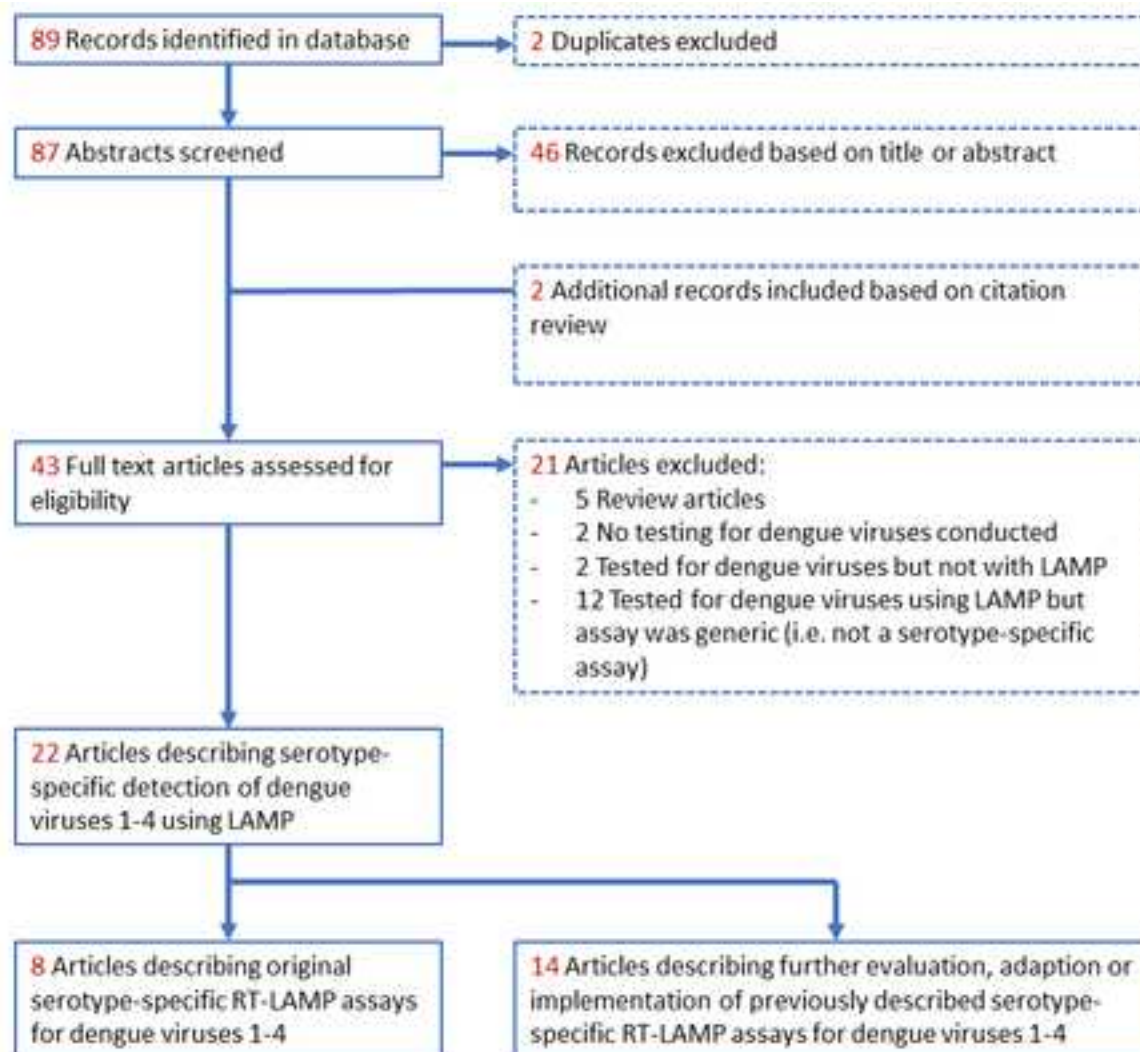 89 Records identified in database
2 Duplicates excluded
87 Abstracts screened
46 Records excluded based on title or abstract
2 Additional records included based on citation
review
43 Full text articles assessed for
eligibility
21 Articles excluded:
- 5 Review articles
- 2 No testing for dengue viruses conducted
- 2 Tested for dengue viruses but not with LAMP
- 12 Tested for dengue viruses using LAMP but
assay was generic (i.e. not a serotype-specific
assay)
22 Articles describing serotype-
specific detection of dengue
viruses 1-4 using LAMP
8 Articles describing original
serotype-specific RT-LAMP assays
for dengue viruses 1-4
14 Articles describing further evaluation, adaption or
implementation of previously described serotype-
specific RT-LAMP assays for dengue viruses 1-4